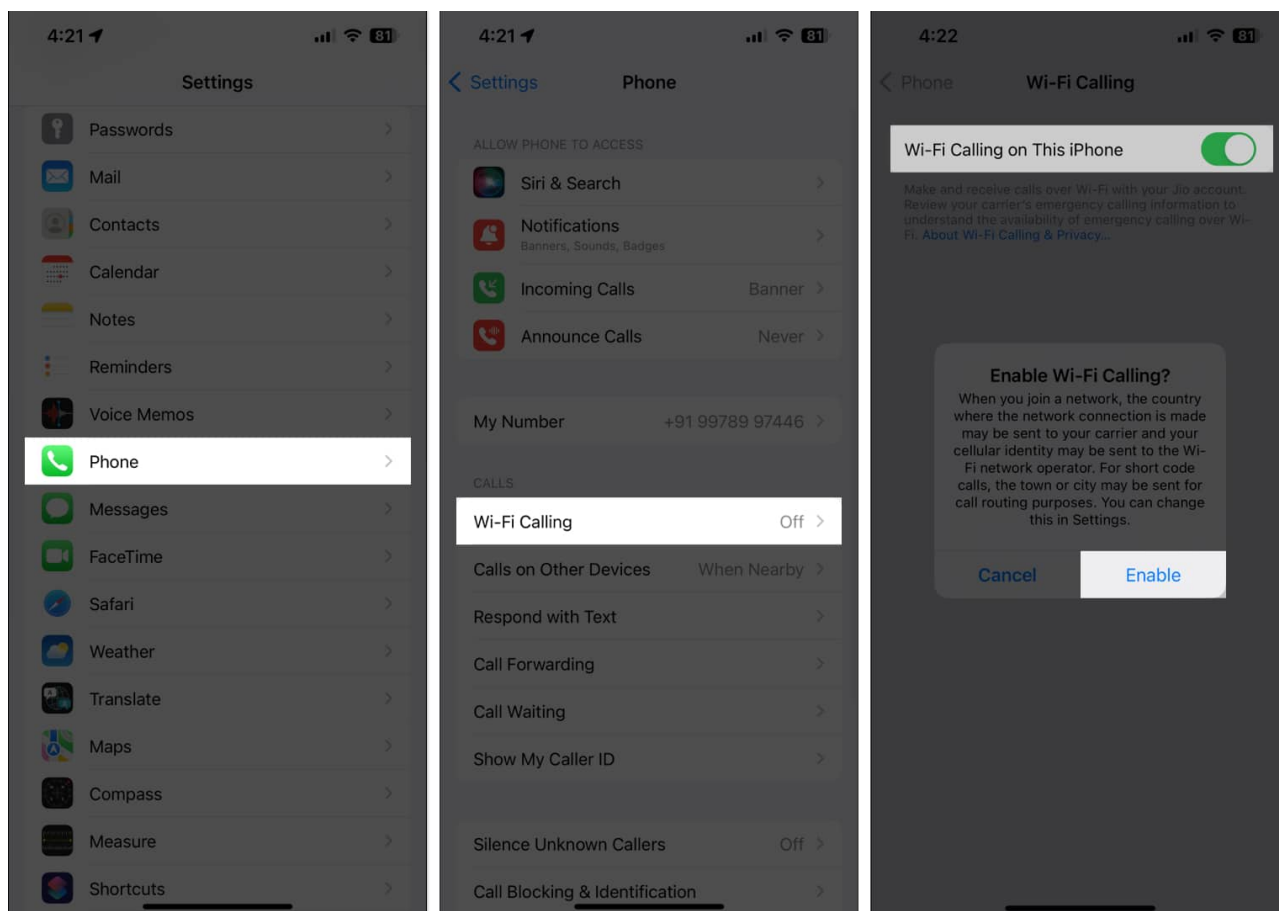 4:21
81
Settings
Passwords
Mail
Contacts
Calendar
Notes
Reminders
Voice Memos
Phone
Messages
FaceTime
Safari
Weather
Translate
Maps
Compass
Measure
Shortcuts
4:21
81
Settings
Phone
ALLOW PHONE TO ACCESS
Siri & Search
Notifications
Banners, Sounds, Badges
Incoming Calls Banner
Announce Calls Never
My Number +91 99789 97446
CALLS
Wi-Fi Calling Off
Calls on Other Devices When Nearby
Respond with Text
Call Forwarding
Call Waiting
Show My Caller ID
Silence Unknown Callers Off
Call Blocking & Identification
4:22
81
Phone
Wi-Fi Calling
Wi-Fi Calling on This iPhone
Make and receive calls over Wi-Fi with your Jio account.
Review your carrier's emergency calling information to
understand the availability of emergency calling over Wi-
Fi. About Wi-Fi Calling & Privacy...
Enable Wi-Fi Calling?
When you join a network, the country
where the network connection is made
may be sent to your carrier and your
cellular identity may be sent to the Wi-
Fi network operator. For short code
calls, the town or city may be sent for
call routing purposes. You can change
this in Settings.
Cancel
Enable